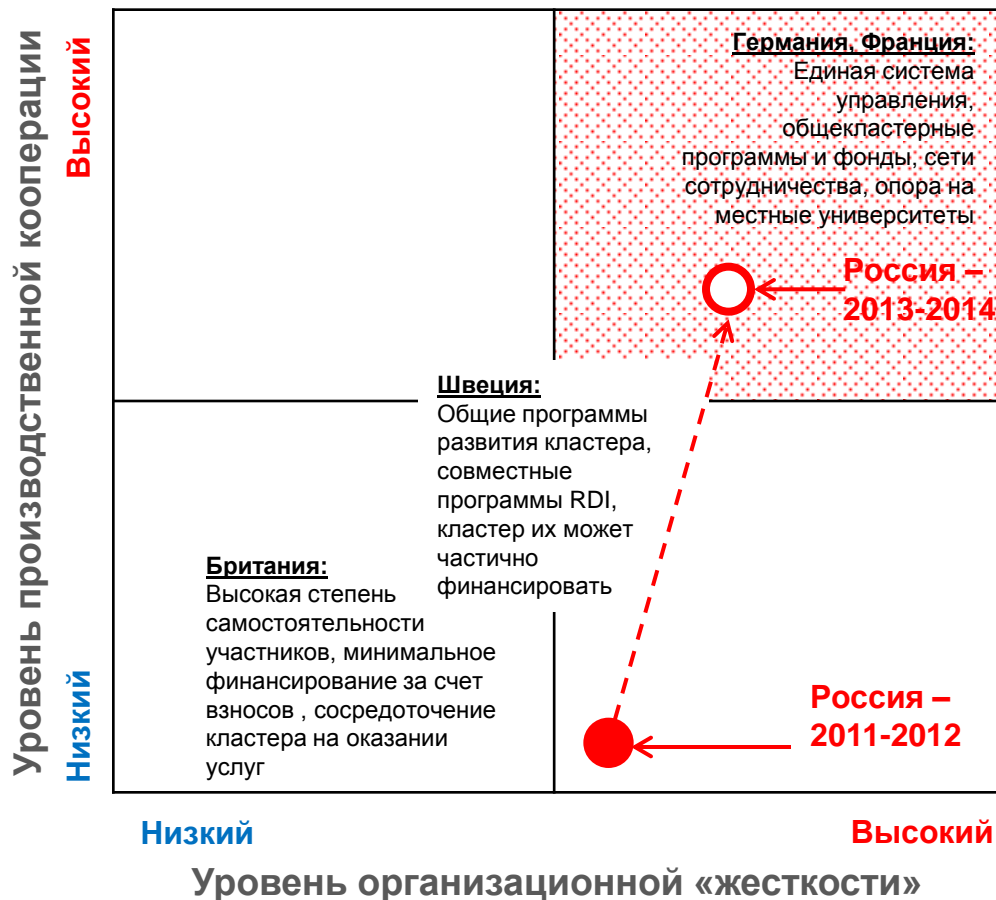 Уровень производственной кооперации
Высокий
Низкий
Германия, Франция:
Единая система
управления,
общекластерные
программы и фонды, сети
сотрудничества, опора на
местные университеты
Россия –
2013-2014
Швеция:
Общие программы
развития кластера,
совместные
программы RDI,
кластер их может
частично
финансировать
Британия:
Высокая степень
самостоятельности
участников, минимальное
финансирование за счет
взносов , сосредоточение
кластера на оказании
услуг
Россия –
2011-2012
Низкий
Высокий
Уровень организационной «жесткости»